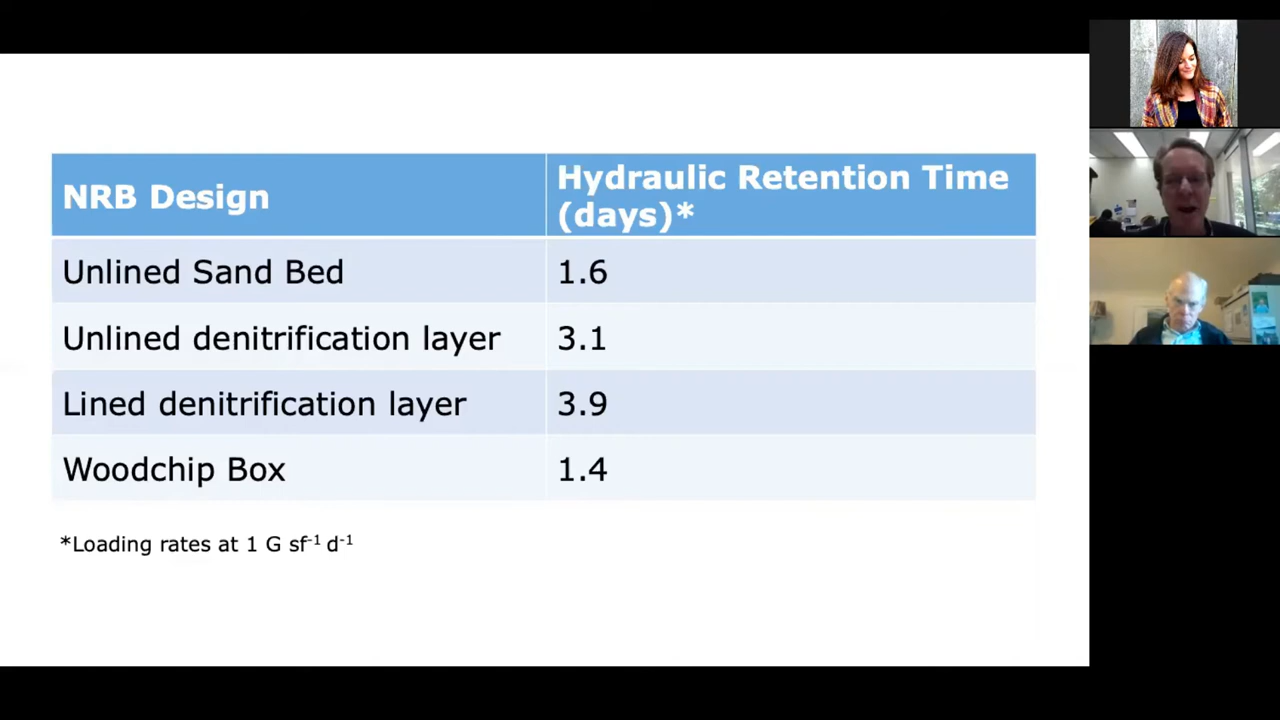 NRB Design
Hydraulic Retention Time
(days)*
Unlined Sand Bed
1.6
Unlined denitrification layer
3.1
Lined denitrification layer
3.9
Woodchip Box
1.4
*Loading rates at 1 G sf⁻¹ d⁻¹